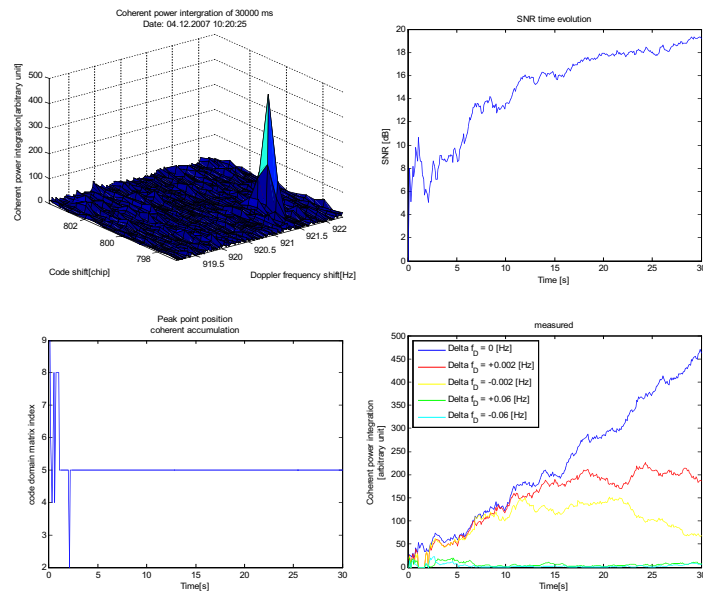 Coherent power intergration of 30000 ms
Date: 04.12.2007 10:20:25
500
400
300
200
100
0
Coherent power integration[arbitrary unit]
802
800
798
Code shift[chip]
919.5
920
920.5
921
921.5
922
Doppler frequency shift[Hz]
SNR time evolution
20
18
16
14
12
10
8
6
4
2
0
SNR [dB]
0 5 10 15 20 25 30
Time [s]
Peak point position
coherent accumulation
9
8
7
6
5
4
3
2
code domain matrix index
0 5 10 15 20 25 30
Time[s]
measured
500
450
400
350
300
250
200
150
100
50
0
Coherent power integration
[arbitrary unit]
Delta f_D = 0 [Hz]
Delta f_D = +0.002 [Hz]
Delta f_D = -0.002 [Hz]
Delta f_D = +0.06 [Hz]
Delta f_D = -0.06 [Hz]
0 5 10 15 20 25 30
Time[s]